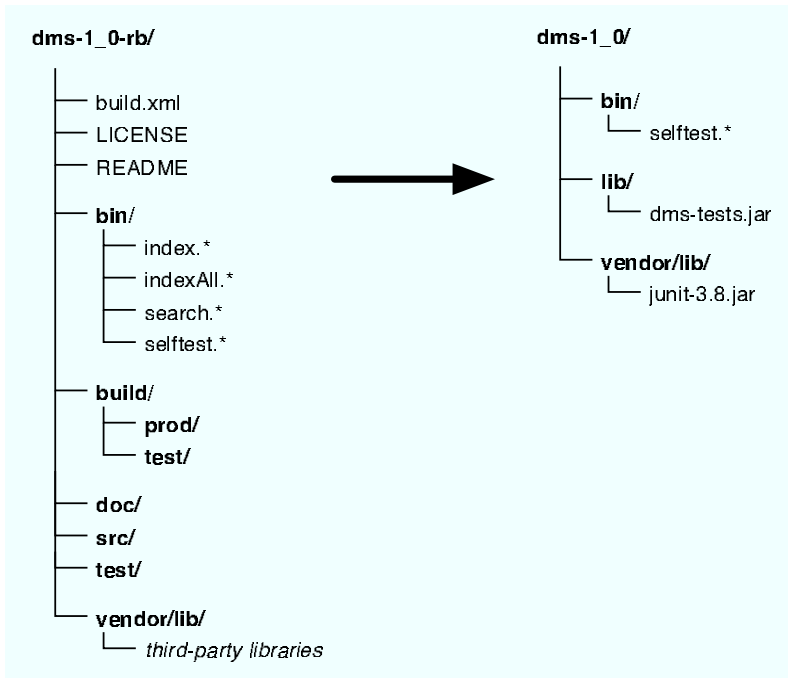 dms-1_0-rb/
build.xml
LICENSE
README
bin/
index.*
indexAll.*
search.*
selftest.*
build/
prod/
test/
doc/
src/
test/
vendor/lib/
third-party libraries
dms-1_0/
bin/
selftest.*
lib/
dms-tests.jar
vendor/lib/
junit-3.8.jar